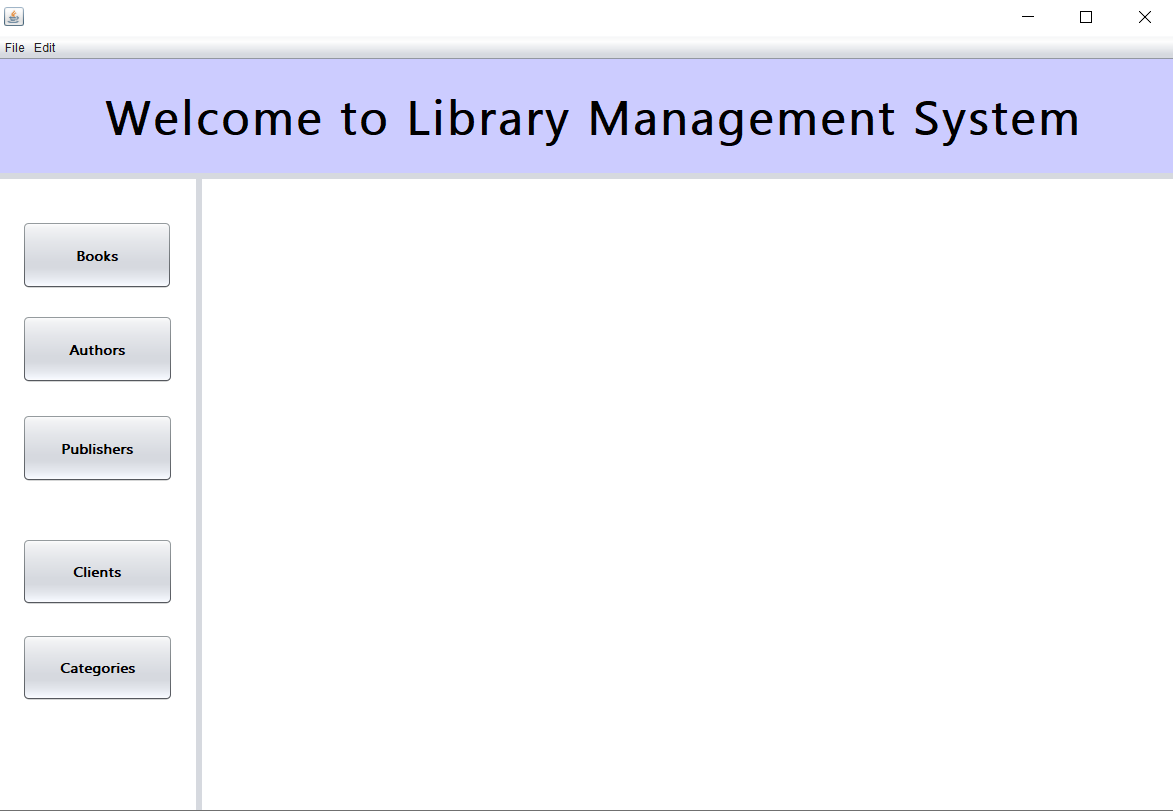 File Edit
Welcome to Library Management System
Books
Authors
Publishers
Clients
Categories